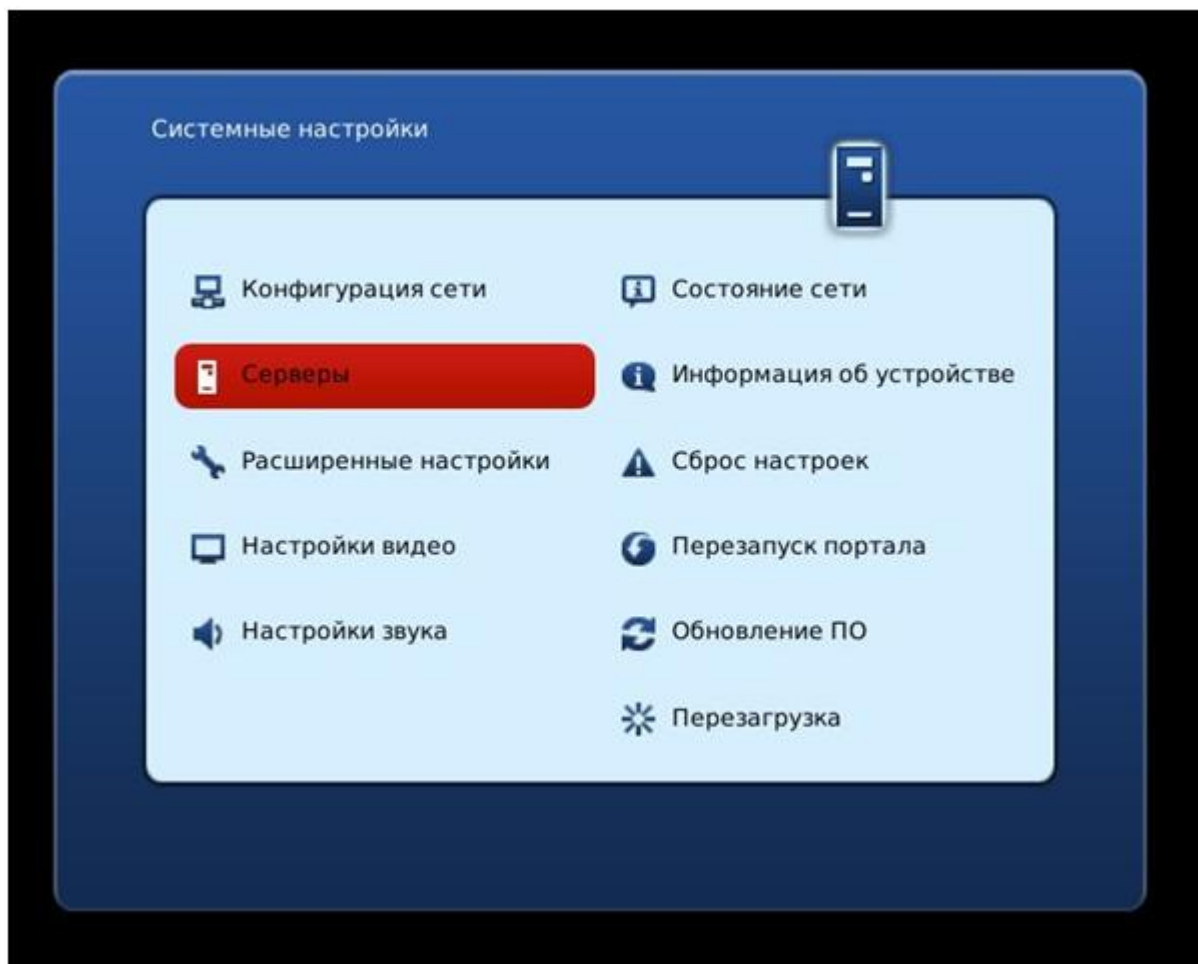 Системные настройки
Конфигурация сети
Состояние сети
Серверы
Информация об устройстве
Расширенные настройки
Сброс настроек
Настройки видео
Перезапуск портала
Настройки звука
Обновление ПО
Перезагрузка